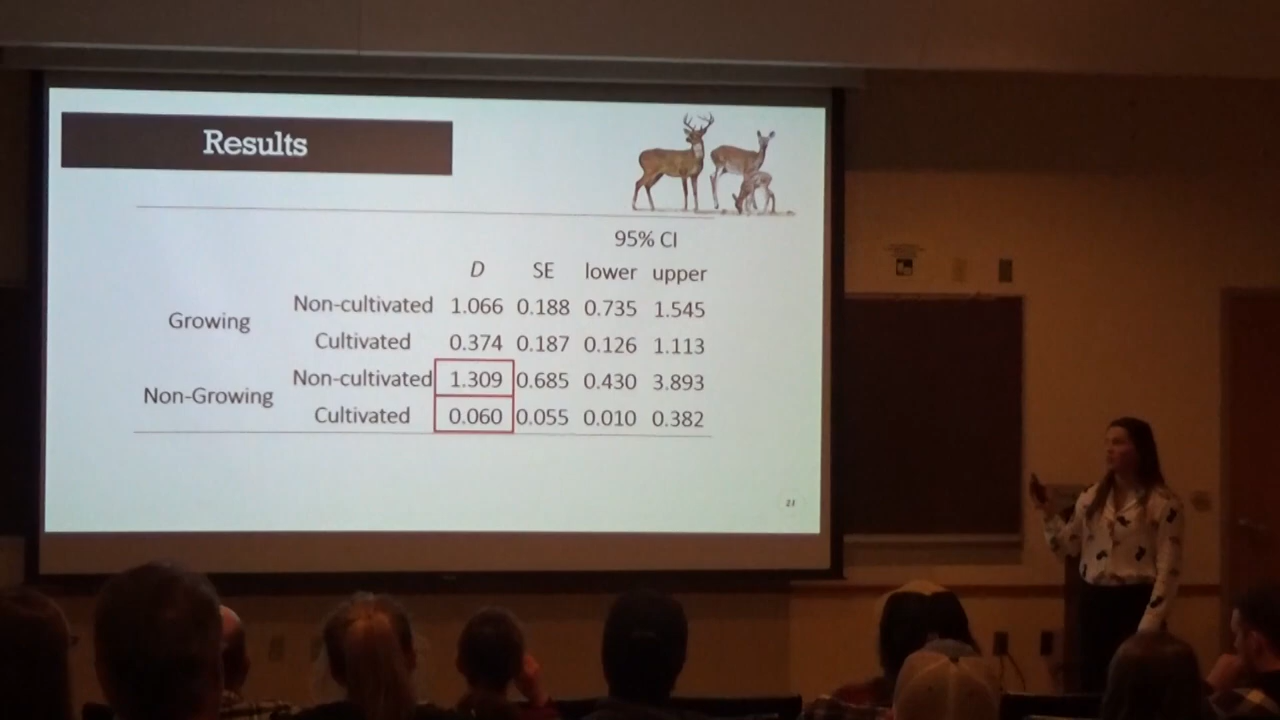 Results
95% CI
D SE lower upper
Growing
Non-cultivated 1.066 0.188 0.735 1.545
Cultivated 0.374 0.187 0.126 1.113
Non-Growing
Non-cultivated 1.309 0.685 0.430 3.893
Cultivated 0.060 0.055 0.010 0.382
21